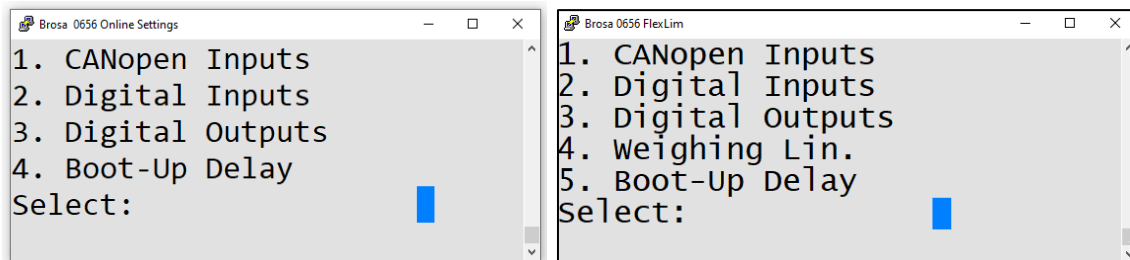 Brosa 0656 Online Settings
1. CANopen Inputs
2. Digital Inputs
3. Digital Outputs
4. Boot-Up Delay
Select:
Brosa 0656 FlexLim
1. CANopen Inputs
2. Digital Inputs
3. Digital Outputs
4. Weighing Lin.
5. Boot-Up Delay
Select: